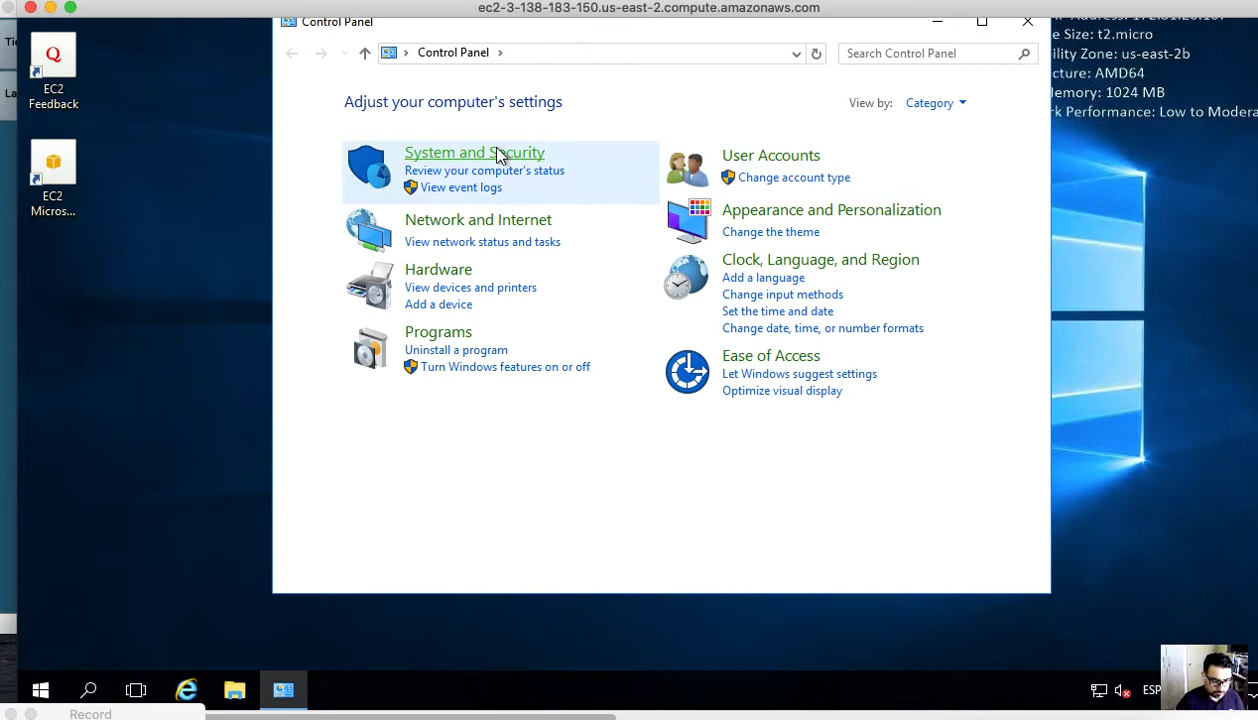 ec2-3-138-183-150.us-east-2.compute.amazonaws.com
Control Panel
Size: t2.micro
us-east-2b
AMD64
1024 MB
Performance: Low to
EC2
Feedback
EC2
Micros...
Control Panel
Search Control Panel
Adjust your computer's settings
View by: Category
System and Security
Review your computer's status
View event logs
Network and Internet
View network status and tasks
Hardware
View devices and printers
Add a device
Programs
Uninstall a program
Turn Windows features on or off
User Accounts
Change account type
Appearance and Personalization
Change the theme
Clock, Language, and Region
Add a language
Change input methods
Set the time and date
Change date, time, or number formats
Ease of Access
Let Windows suggest settings
Optimize visual display
ESP
Record